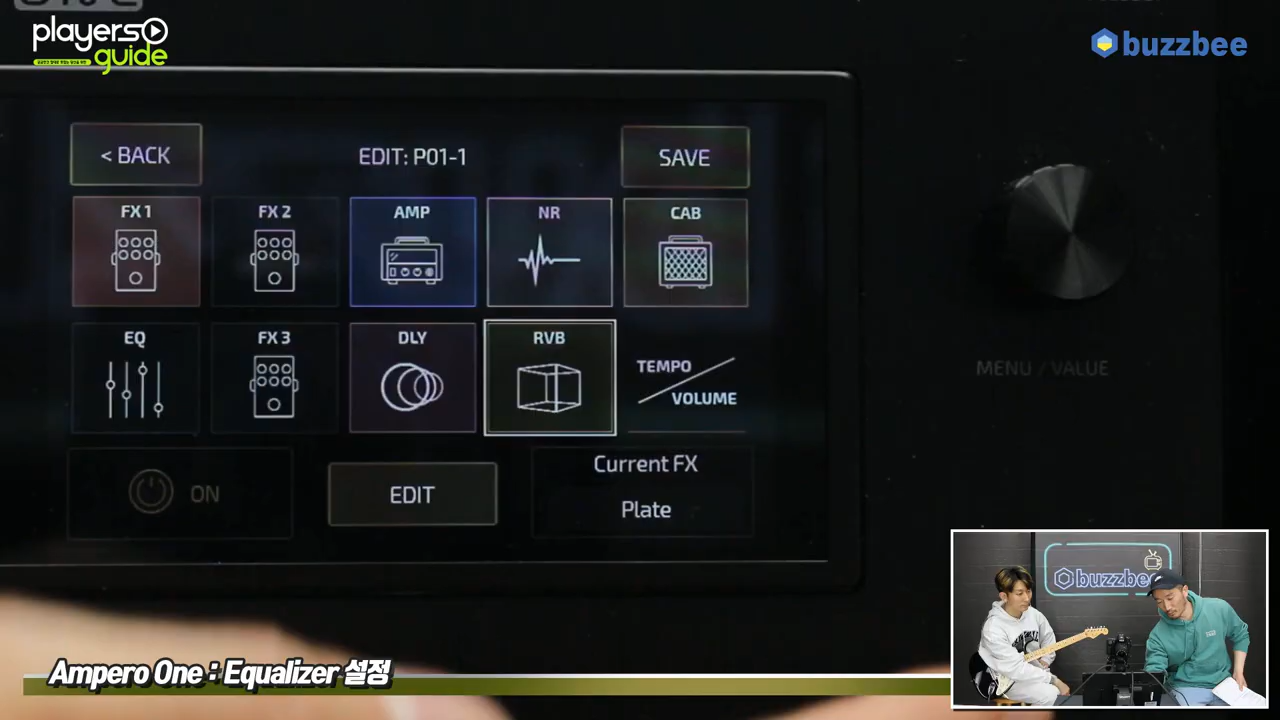 players
guide
buzzbee
< BACK
EDIT: P01-1
SAVE
FX 1
FX 2
AMP
NR
CAB
EQ
FX 3
DLY
RVB
TEMPO
VOLUME
ON
EDIT
Current FX
Plate
MENU / VALUE
buzzbee
Ampero One : Equalizer 설정